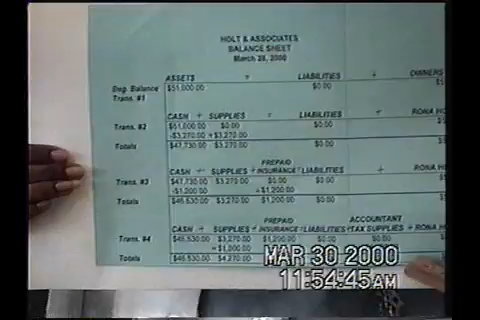 HOLT & ASSOCIATES
BALANCE SHEET
March 28, 2000
ASSETS = LIABILITIES + OWNERS
Beg. Balance $51,000.00 $0.00
Trans. #1
CASH + SUPPLIES = LIABILITIES + RONA HO
Trans. #2 $51,000.00 $0.00 $0.00
-$3,270.00 +$3,270.00
Totals $47,730.00 $3,270.00 $0.00
PREPAID
CASH + SUPPLIES + INSURANCE = LIABILITIES + RONA H
Trans. #3 $47,730.00 $3,270.00 $0.00 $0.00
-$1,200.00 +$1,200.00
Totals $46,530.00 $3,270.00 $1,200.00 $0.00
PREPAID ACCOUNTANT
CASH + SUPPLIES + INSURANCE = LIABILITIES + TAX SUPPLIES + RONA H
Trans. #4 $46,530.00 $3,270.00 $1,200.00 $0.00 $0.00
+ $1,000.00
Totals $46,530.00 $4,270.00
MAR 30 2000
11:54:45AM